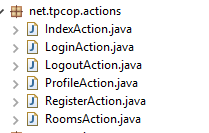 net.tpcop.actions
IndexAction.java
LoginAction.java
LogoutAction.java
ProfileAction.java
RegisterAction.java
RoomsAction.java